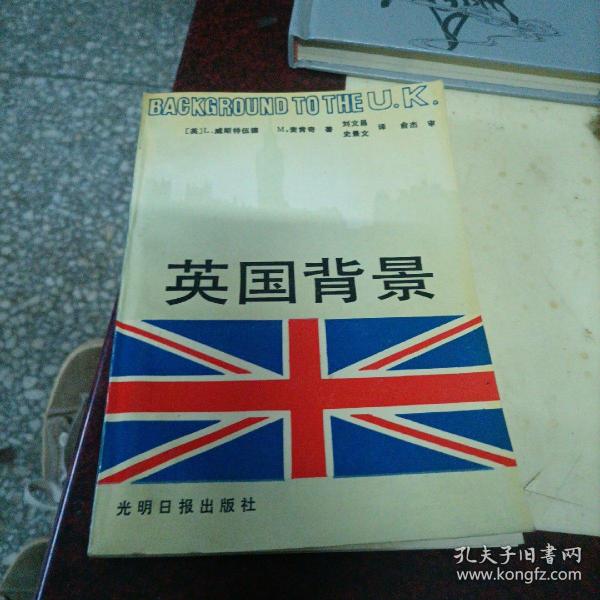 BACKGROUND TO THE U.K.
[英]L.威斯特伍德 M.麦肯奇 著 刘文昌 史景文 译 俞杰 审
英国背景
光明日报出版社
孔夫子旧书网
www.kongfz.com